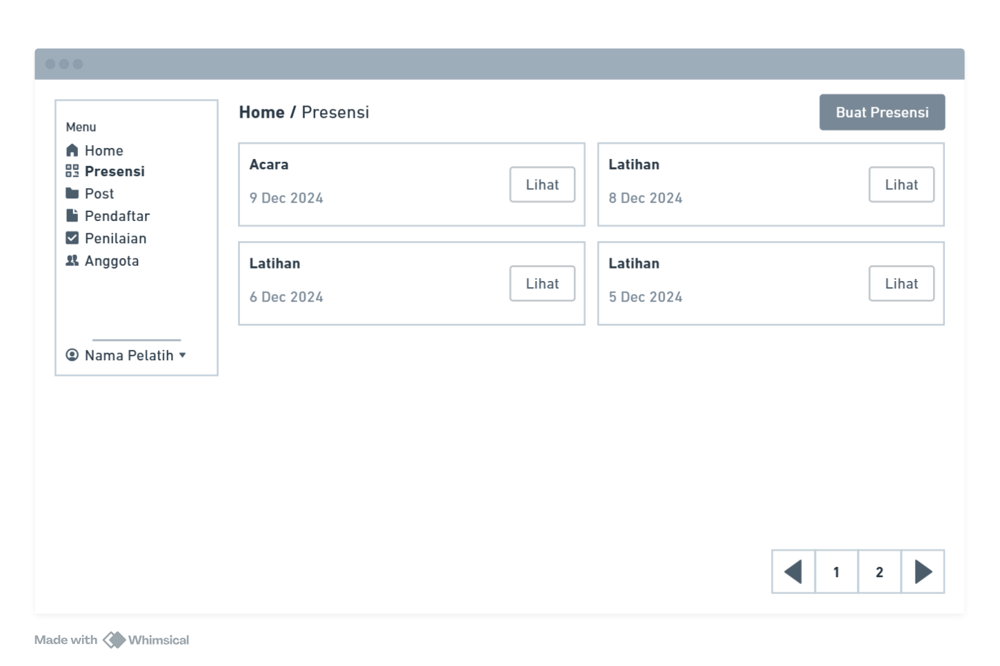 Menu
Home
Presensi
Post
Pendaftar
Penilaian
Anggota
Nama Pelatih
Home / Presensi
Buat Presensi
Acara
9 Dec 2024
Lihat
Latihan
8 Dec 2024
Lihat
Latihan
6 Dec 2024
Lihat
Latihan
5 Dec 2024
Lihat
1
2
Made with Whimsical